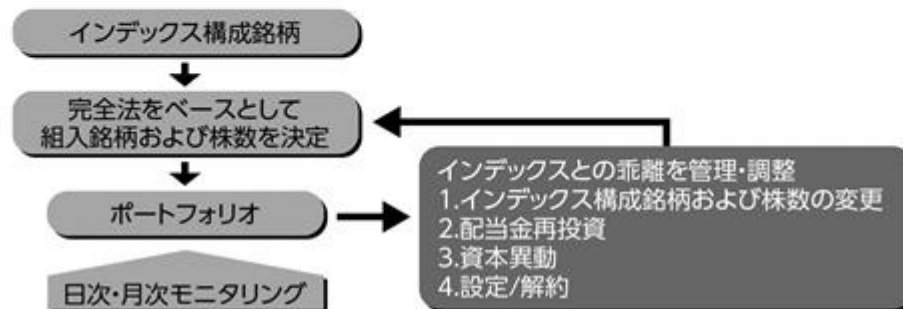 インデックス構成銘柄
完全法をベースとして
組入銘柄および株数を決定
ポートフォリオ
日次・月次モニタリング
インデックスとの乖離を管理・調整
1.インデックス構成銘柄および株数の変更
2.配当金再投資
3.資本異動
4.設定/解約